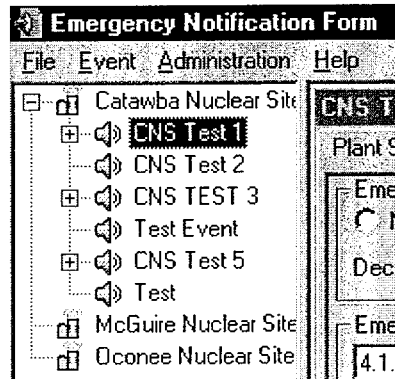 Emergency Notification Form
File Event Administration Help
Catawba Nuclear Site
CNS Test 1
CNS Test 2
CNS TEST 3
Test Event
CNS Test 5
Test
McGuire Nuclear Site
Oconee Nuclear Site
CNS T
Plant S
Eme
N
Dec
Eme
4.1.